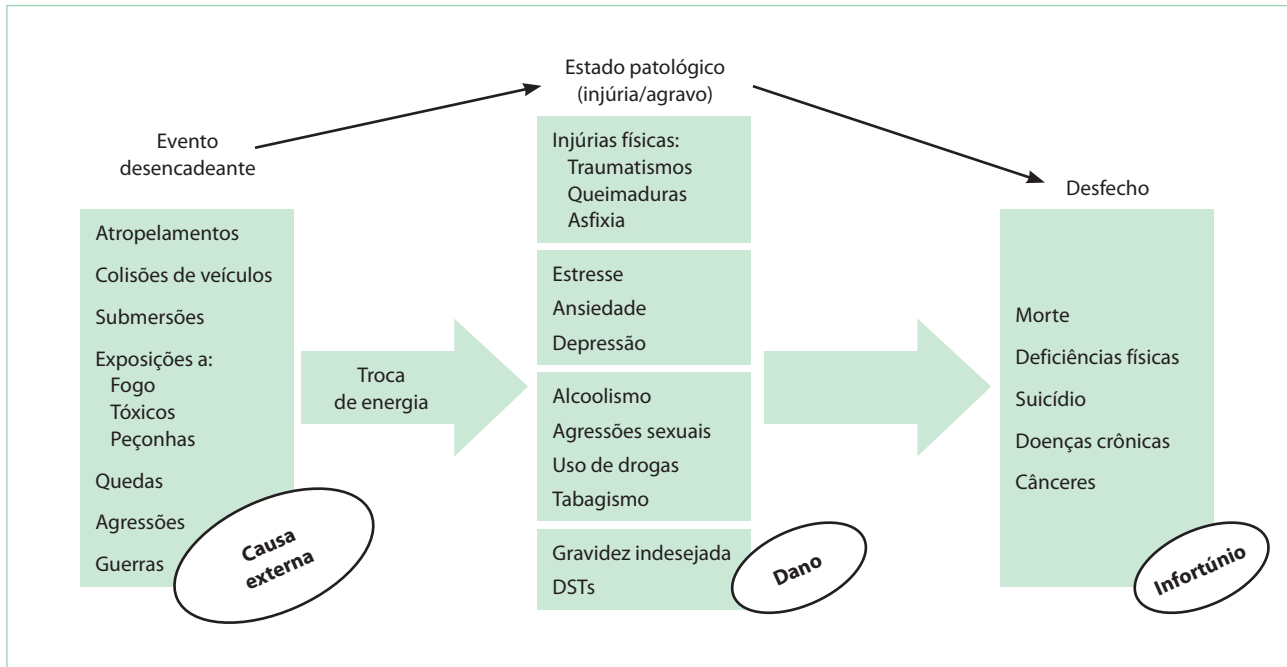 Evento
desencadeante
Atropelamentos
Colisões de veículos
Submersões
Exposições a:
Fogo
Tóxicos
Peçonhas
Quedas
Agressões
Guerras
Causa
externa
Troca
de energia
Estado patológico
(injúria/agravo)
Injúrias físicas:
Traumatismos
Queimaduras
Asfixia
Estresse
Ansiedade
Depressão
Alcoolismo
Agressões sexuais
Uso de drogas
Tabagismo
Gravidez indesejada
DSTs
Dano
Desfecho
Morte
Deficiências físicas
Suicídio
Doenças crônicas
Cânceres
Infortúnio